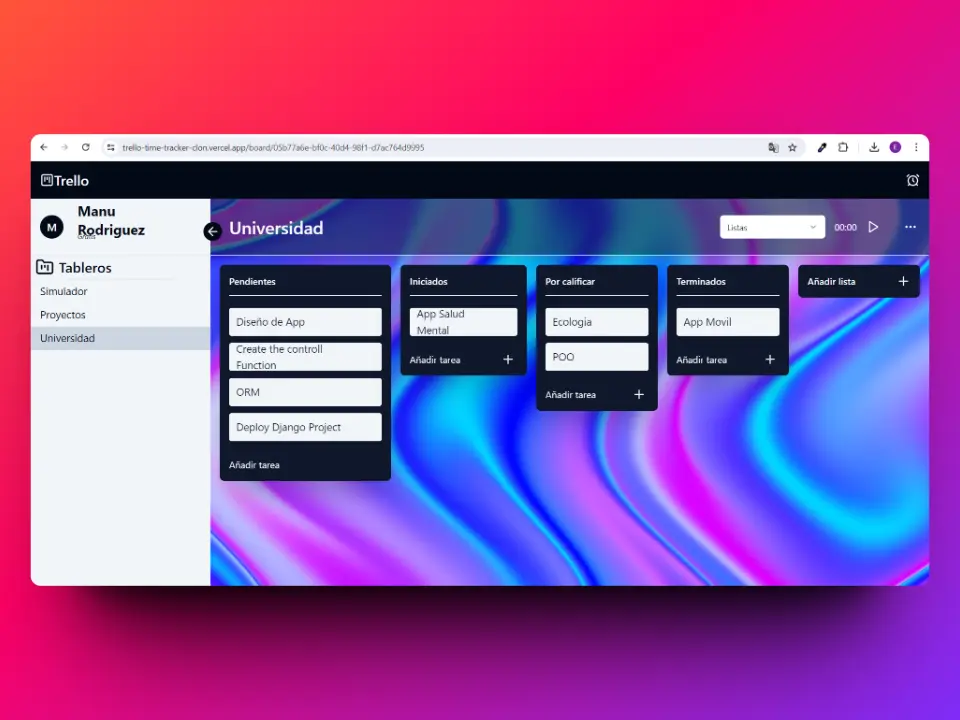 trello-time-tracker-clon.vercel.app/board/05b77a6e-bf0c-40d4-98f1-d7ac764d9995
E
Trello
M
Manu
Rodriguez
Gratis
Universidad
Listas
00:00
Tableros
Simulador
Proyectos
Universidad
Pendientes
Diseño de App
Create the controll
Function
ORM
Deploy Django Project
Añadir tarea
Iniciados
App Salud
Mental
Añadir tarea
Por calificar
Ecologia
POO
Añadir tarea
Terminados
App Movil
Añadir tarea
Añadir lista